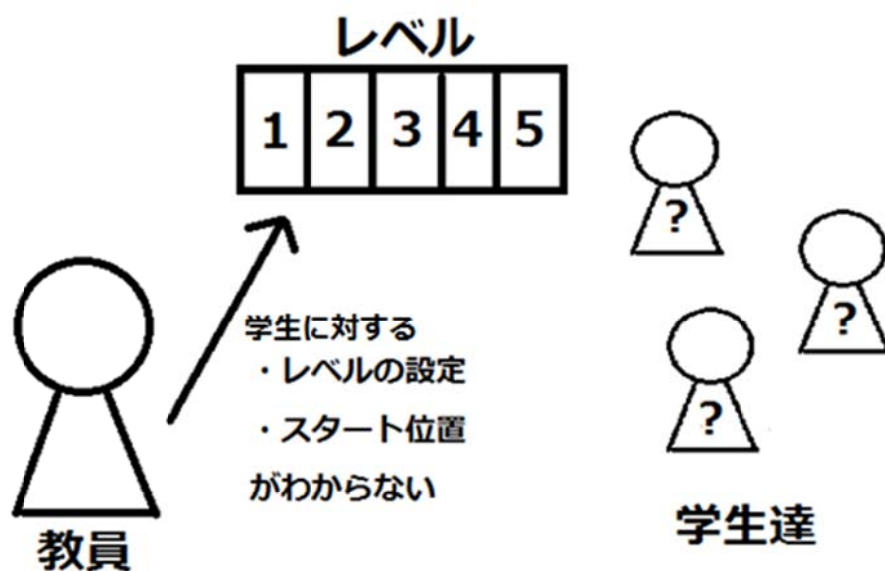 レベル
1 2 3 4 5
?
?
?
学生に対する
・レベルの設定
・スタート位置
がわからない
教員
学生達